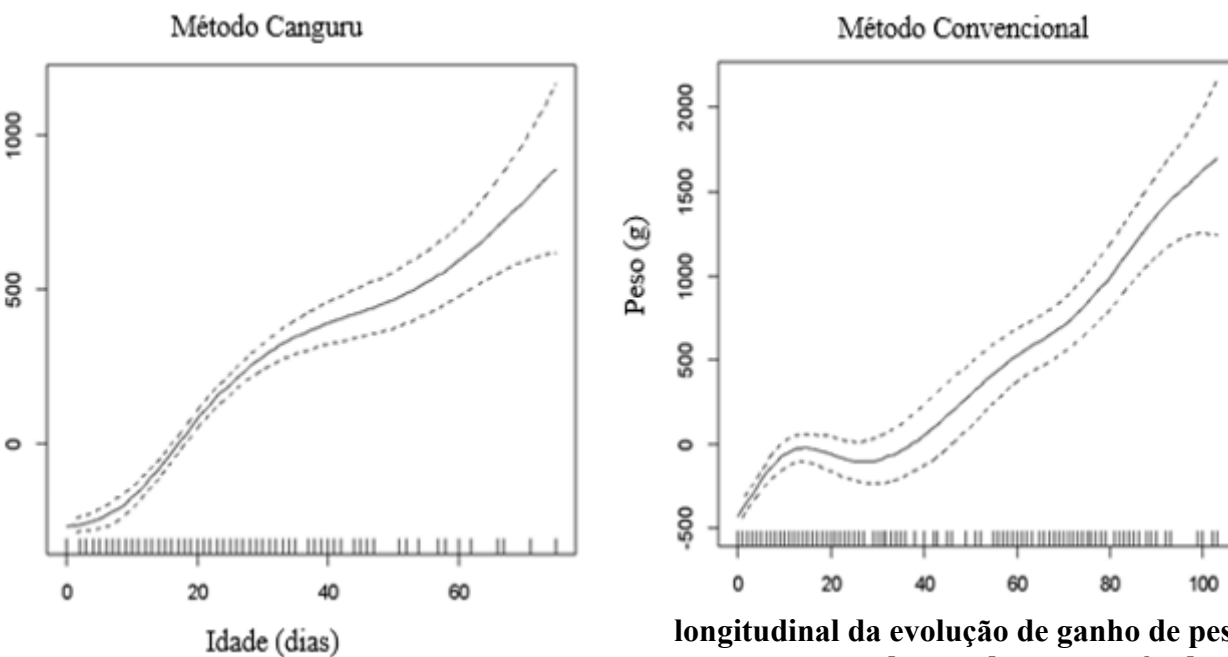 Método Canguru
1000
500
0
0 20 40 60
Idade (dias)
Método Convencional
Peso (g)
2000
1500
1000
500
0
-500
0 20 40 60 80 100
longitudinal da evolução de ganho de pes